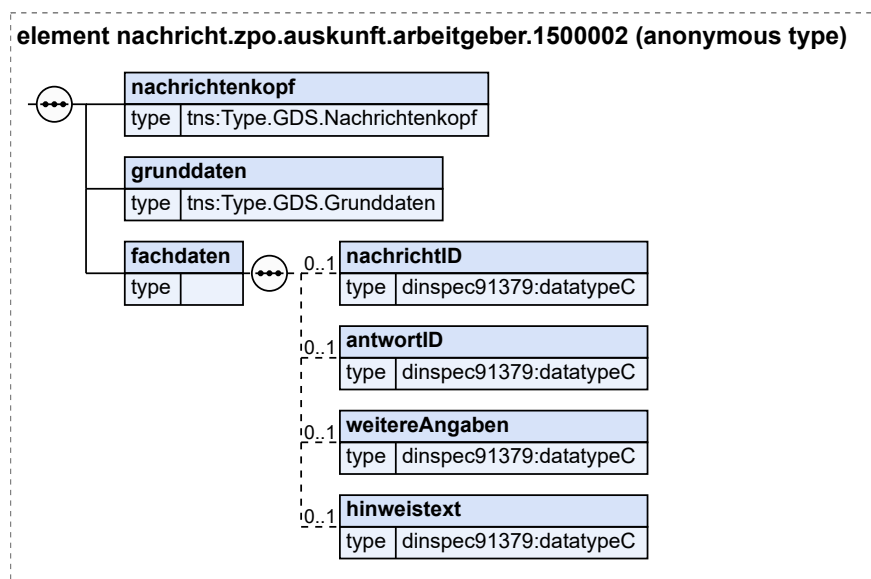 element nachricht.zpo.auskunft.arbeitgeber.1500002 (anonymous type)
nachrichtenkopf
type tns:Type.GDS.Nachrichtenkopf
grunddaten
type tns:Type.GDS.Grunddaten
fachdaten
type
0..1 nachrichtID
type dinspec91379:datatypeC
0..1 antwortID
type dinspec91379:datatypeC
0..1 weitereAngaben
type dinspec91379:datatypeC
0..1 hinweistext
type dinspec91379:datatypeC